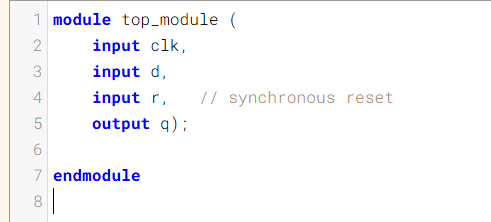 1 module top_module (
2     input clk,
3     input d,
4     input r,   // synchronous reset
5     output q);
6
7 endmodule
8